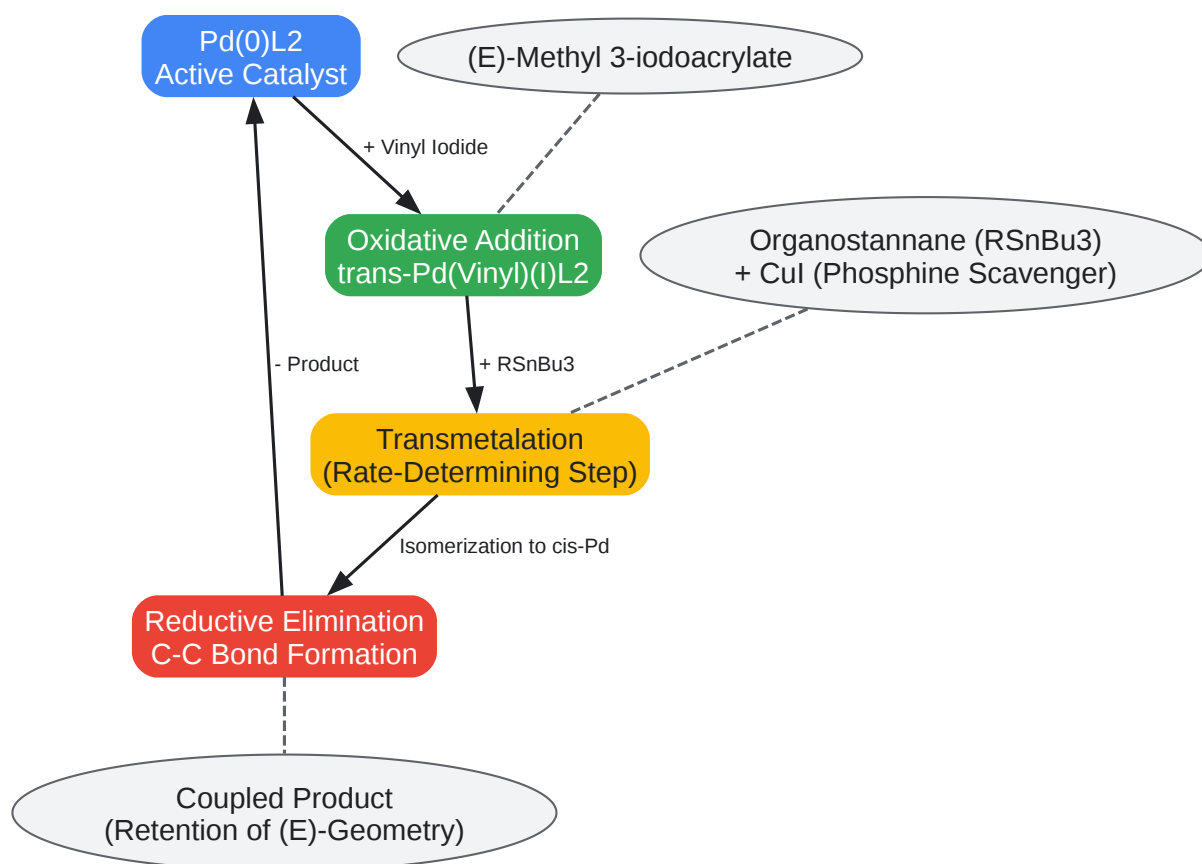 Pd(0)L2
Active Catalyst
(E)-Methyl 3-iodoacrylate
+ Vinyl Iodide
Oxidative Addition
trans-Pd(Vinyl)(I)L2
Organostannane (RSnBu3)
+ CuI (Phosphine Scavenger)
- Product
+ RSnBu3
Transmetalation
(Rate-Determining Step)
Isomerization to cis-Pd
Reductive Elimination
C-C Bond Formation
Coupled Product
(Retention of (E)-Geometry)